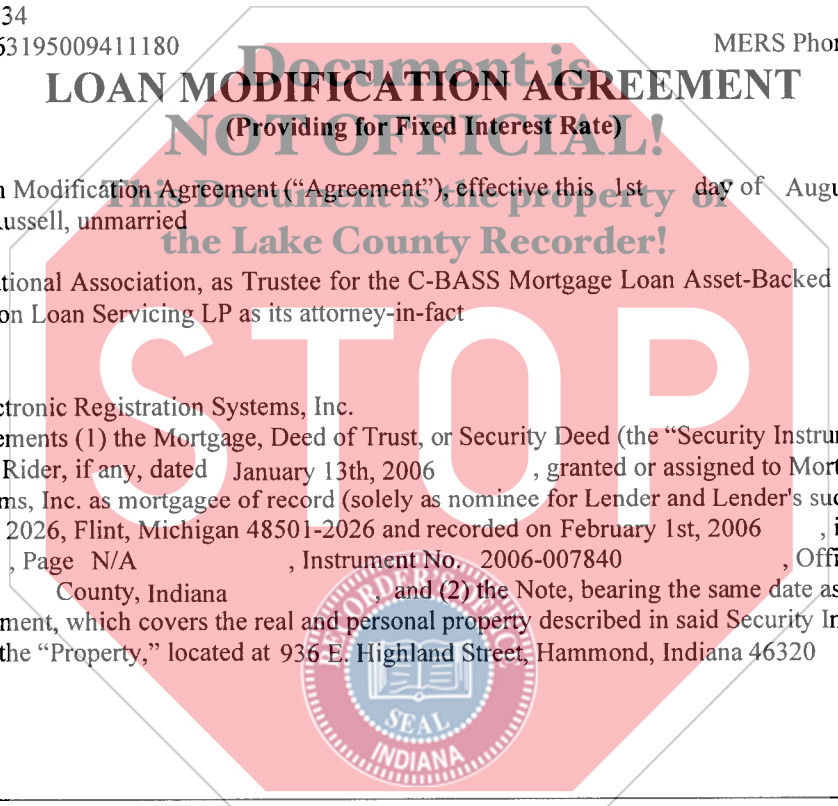 34
63195009411180 MERS Phon
LOAN MODIFICATION AGREEMENT
(Providing for Fixed Interest Rate)
Document is
NOT OFFICIAL!
This Document is the property of
the Lake County Recorder!
n Modification Agreement (“Agreement”), effective this 1st day of Augu
ussell, unmarried
tional Association, as Trustee for the C-BASS Mortgage Loan Asset-Backed
on Loan Servicing LP as its attorney-in-fact
STOP
ctronic Registration Systems, Inc.
ements (1) the Mortgage, Deed of Trust, or Security Deed (the “Security Instru
Rider, if any, dated January 13th, 2006 , granted or assigned to Mort
ms, Inc. as mortgagee of record (solely as nominee for Lender and Lender's suc
2026, Flint, Michigan 48501-2026 and recorded on February 1st, 2006 , i
, Page N/A , Instrument No. 2006-007840 , Offi
County, Indiana , and (2) the Note, bearing the same date as
ment, which covers the real and personal property described in said Security In
the “Property,” located at 936 E. Highland Street, Hammond, Indiana 46320
RECORDER'S OFFICE
SEAL
INDIANA